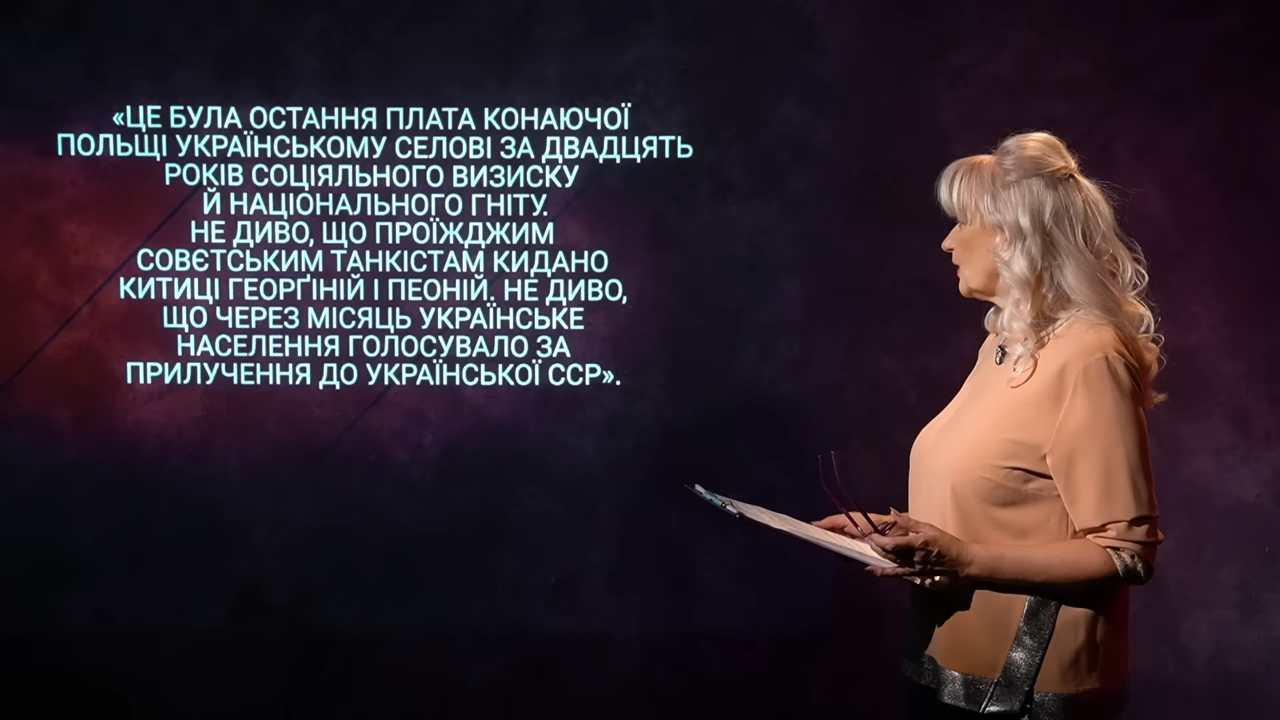 «ЦЕ БУЛА ОСТАННЯ ПЛАТА КОНАЮЧОЇ
ПОЛЬЩІ УКРАЇНСЬКОМУ СЕЛОВІ ЗА ДВАДЦЯТЬ
РОКІВ СОЦІЯЛЬНОГО ВИЗИСКУ
Й НАЦІОНАЛЬНОГО ГНІТУ.
НЕ ДИВО, ЩО ПРОЇЖДЖИМ
СОВЄТСЬКИМ ТАНКІСТАМ КИДАНО
КИТИЦІ ГЕОРҐІНІЙ І ПЕОНІЙ. НЕ ДИВО,
ЩО ЧЕРЕЗ МІСЯЦЬ УКРАЇНСЬКЕ
НАСЕЛЕННЯ ГОЛОСУВАЛО ЗА
ПРИЛУЧЕННЯ ДО УКРАЇНСЬКОЇ ССР».